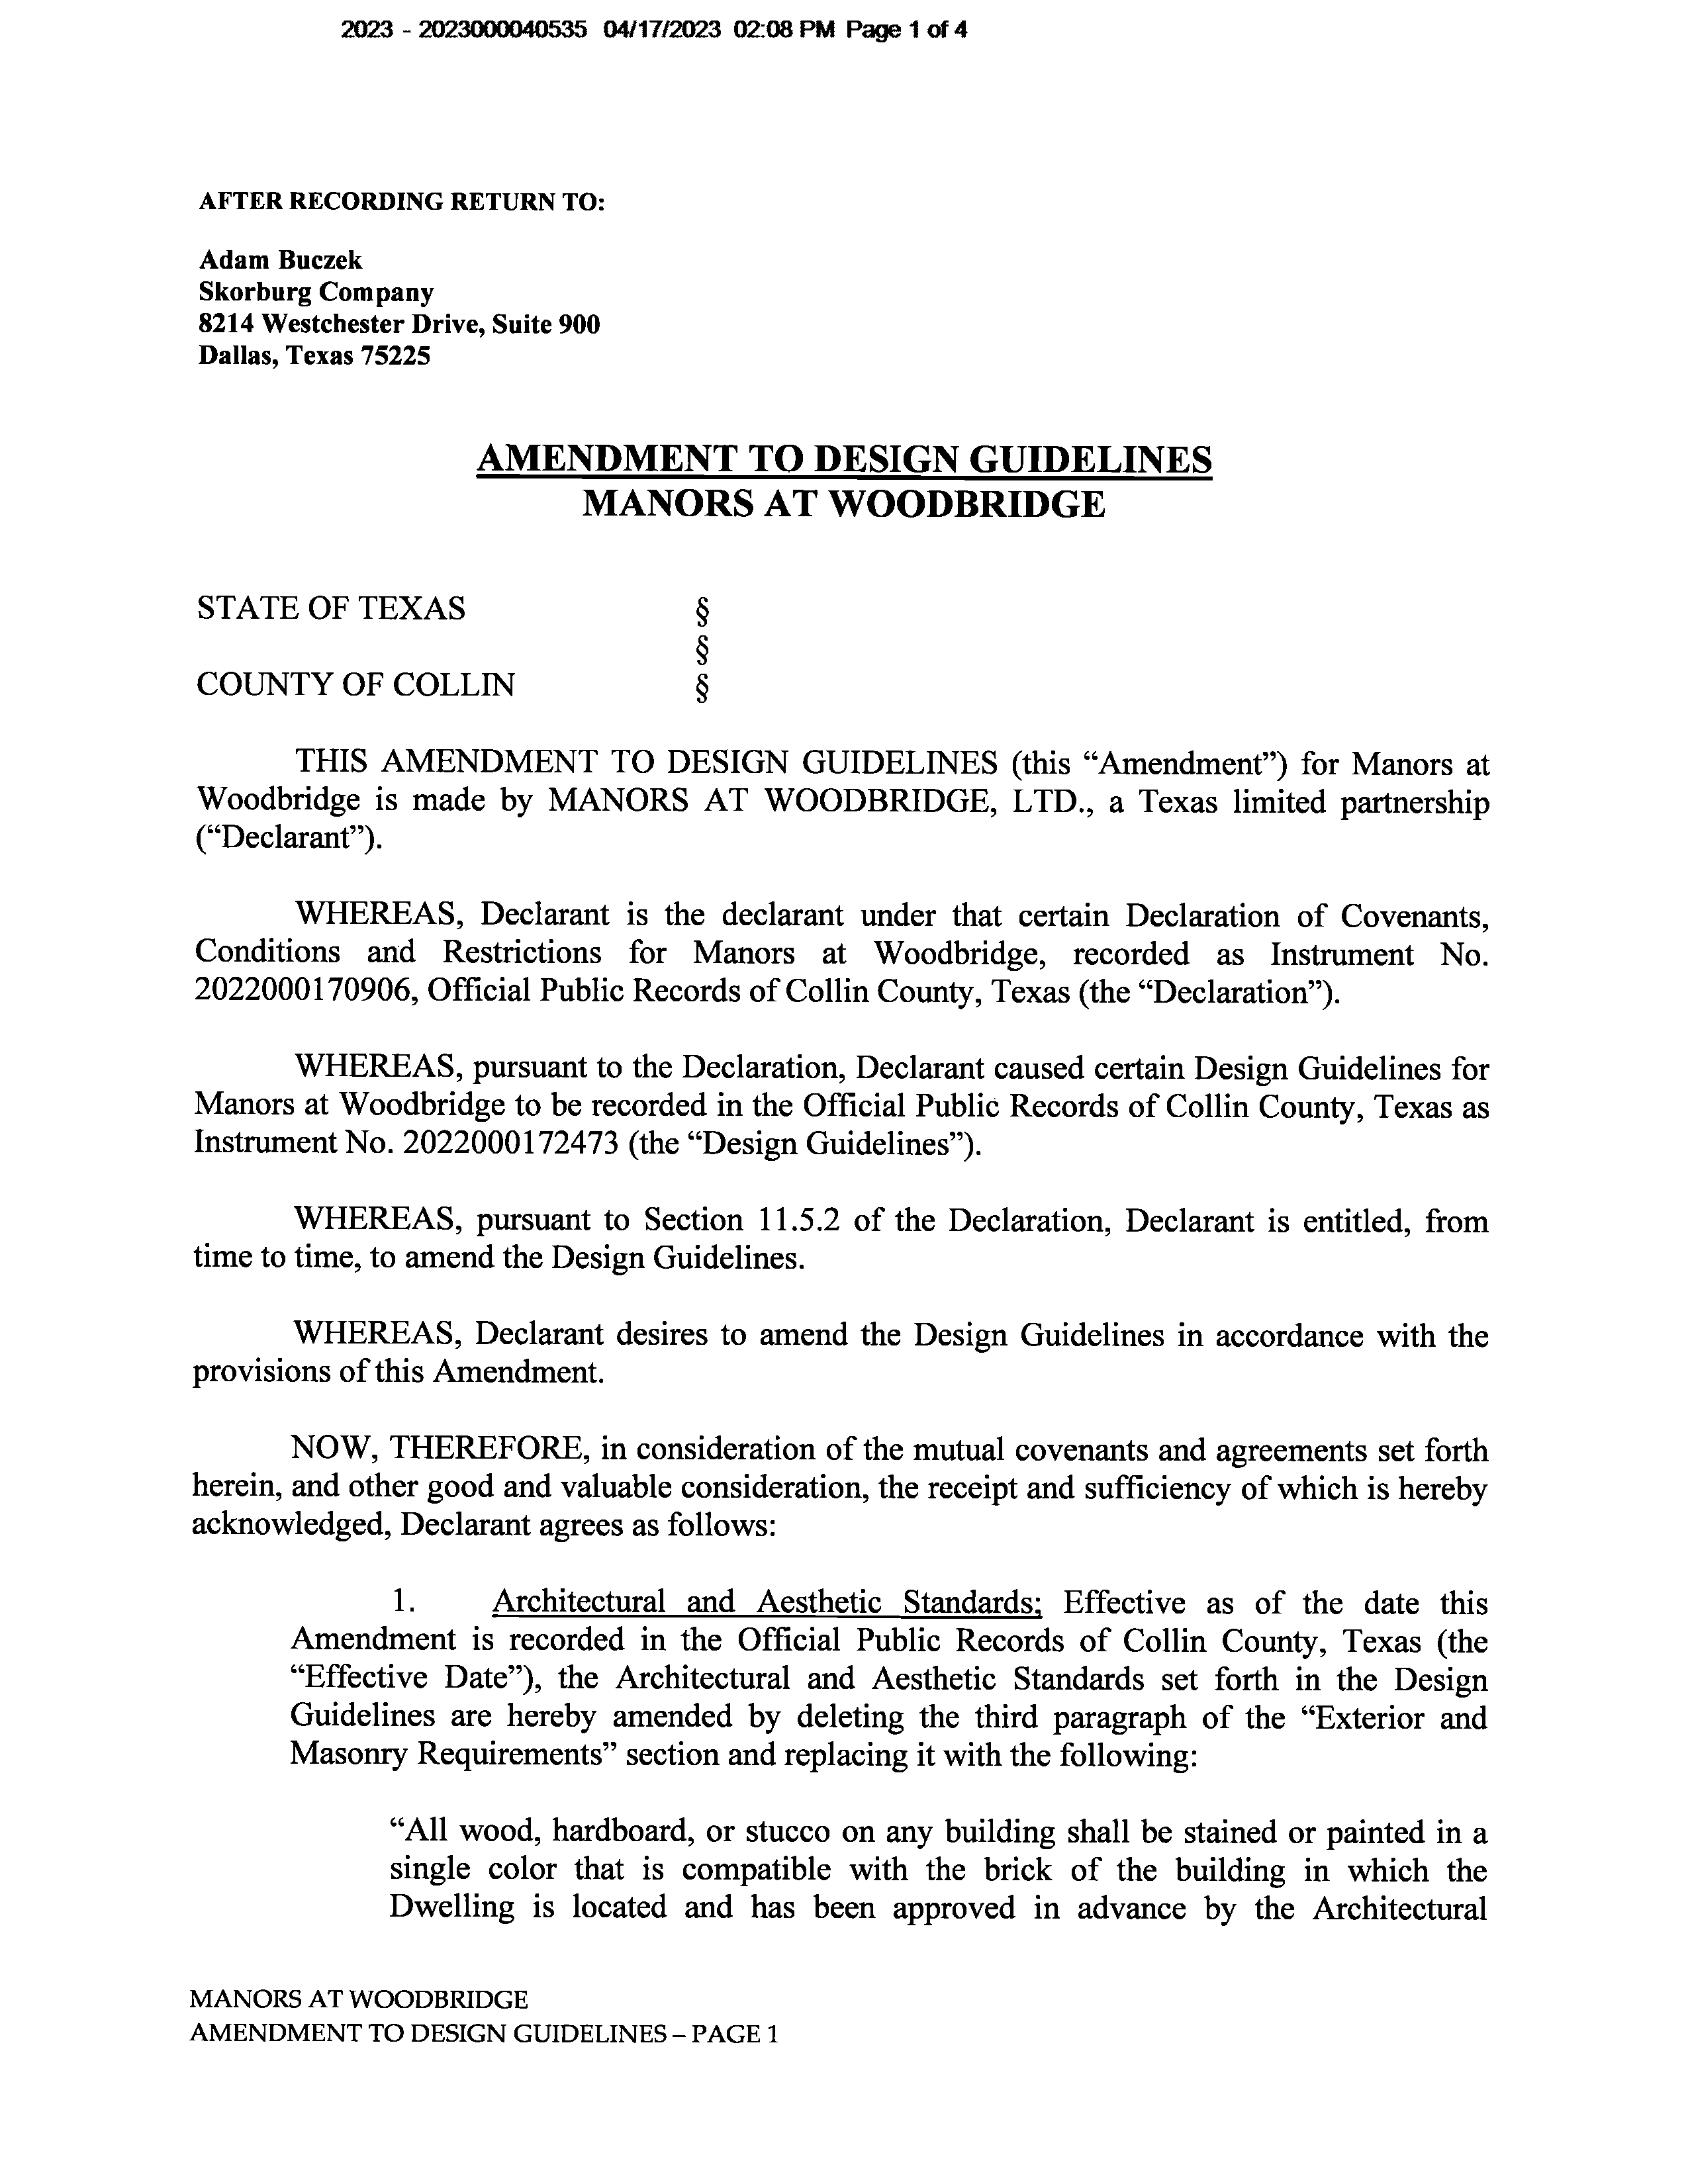 2023 - 2023000040535 04/17/2023 02:08 PM Page 1 of 4
AFTER RECORDING RETURN TO:
Adam Buczek
Skorburg Company
8214 Westchester Drive, Suite 900
Dallas, Texas 75225
AMENDMENT TO DESIGN GUIDELINES
MANORS AT WOODBRIDGE
STATE OF TEXAS §
§
COUNTY OF COLLIN §
THIS AMENDMENT TO DESIGN GUIDELINES (this “Amendment”) for Manors at
Woodbridge is made by MANORS AT WOODBRIDGE, LTD., a Texas limited partnership
(“Declarant”).
WHEREAS, Declarant is the declarant under that certain Declaration of Covenants,
Conditions and Restrictions for Manors at Woodbridge, recorded as Instrument No.
2022000170906, Official Public Records of Collin County, Texas (the “Declaration”).
WHEREAS, pursuant to the Declaration, Declarant caused certain Design Guidelines for
Manors at Woodbridge to be recorded in the Official Public Records of Collin County, Texas as
Instrument No. 2022000172473 (the “Design Guidelines”).
WHEREAS, pursuant to Section 11.5.2 of the Declaration, Declarant is entitled, from
time to time, to amend the Design Guidelines.
WHEREAS, Declarant desires to amend the Design Guidelines in accordance with the
provisions of this Amendment.
NOW, THEREFORE, in consideration of the mutual covenants and agreements set forth
herein, and other good and valuable consideration, the receipt and sufficiency of which is hereby
acknowledged, Declarant agrees as follows:
1. Architectural and Aesthetic Standards; Effective as of the date this
Amendment is recorded in the Official Public Records of Collin County, Texas (the
“Effective Date”), the Architectural and Aesthetic Standards set forth in the Design
Guidelines are hereby amended by deleting the third paragraph of the “Exterior and
Masonry Requirements” section and replacing it with the following:
“All wood, hardboard, or stucco on any building shall be stained or painted in a
single color that is compatible with the brick of the building in which the
Dwelling is located and has been approved in advance by the Architectural
MANORS AT WOODBRIDGE
AMENDMENT TO DESIGN GUIDELINES – PAGE 1